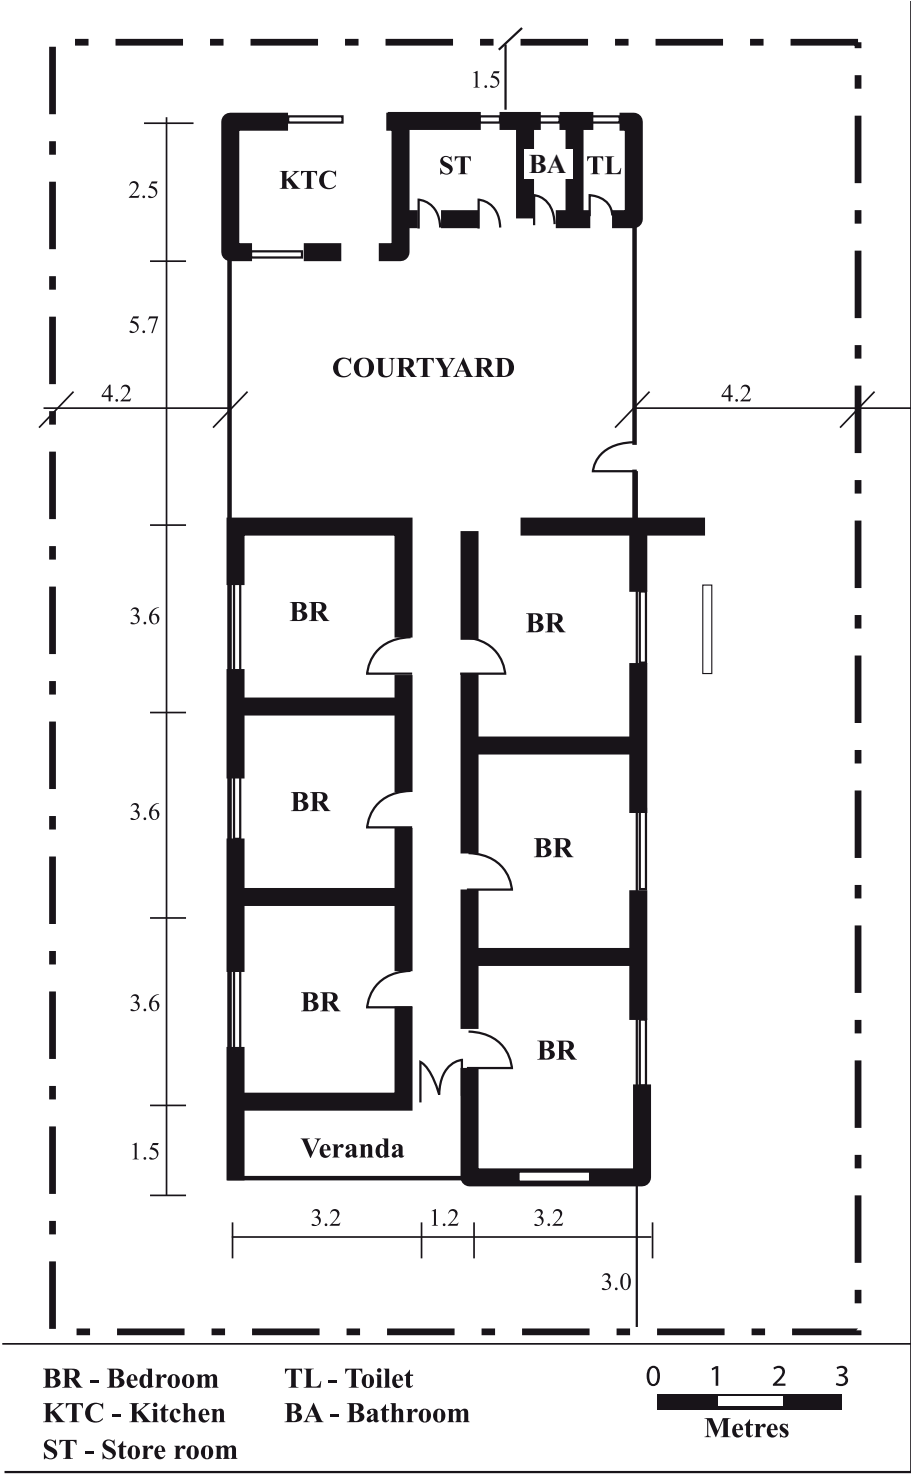 1.5
KTC
ST
BA
TL
2.5
5.7
COURTYARD
4.2
4.2
BR
BR
3.6
BR
3.6
BR
BR
3.6
BR
Veranda
1.5
3.2
1.2
3.2
3.0
BR - Bedroom
TL - Toilet
0 1 2 3
KTC - Kitchen
BA - Bathroom
Metres
ST - Store room